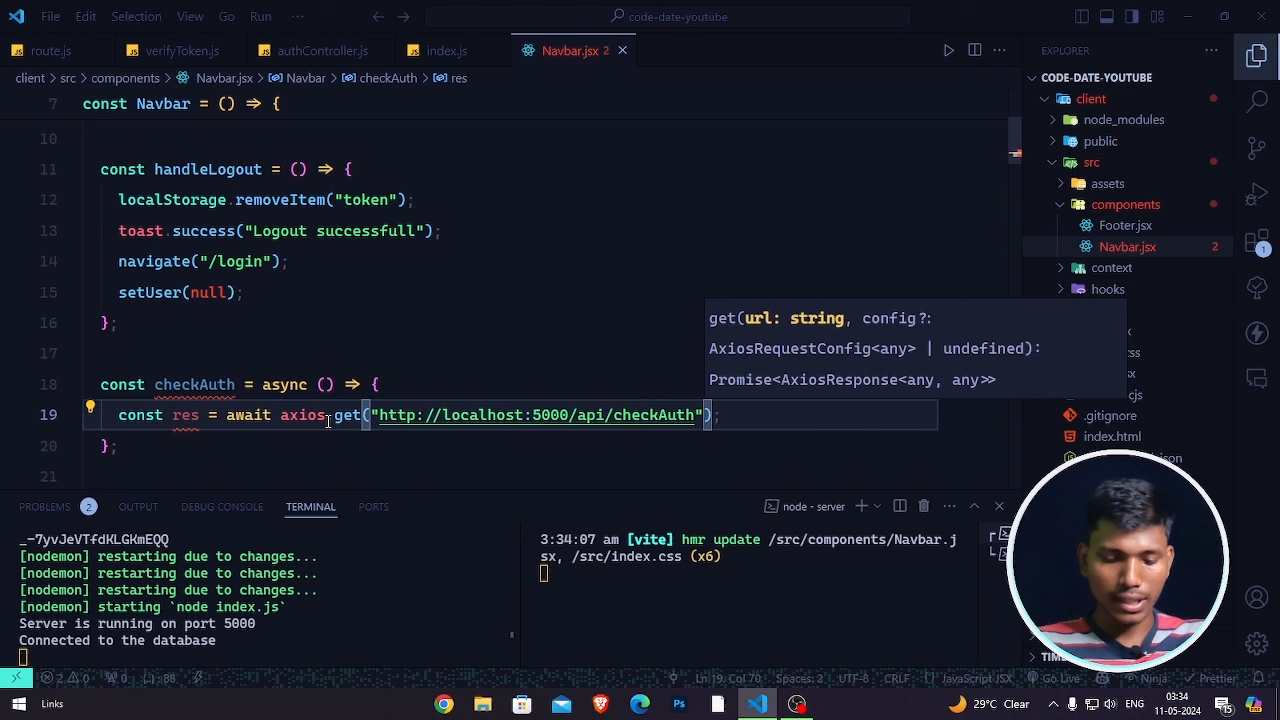 File Edit Selection View Go Run ··· code-date-youtube
route.js verifyToken.js authController.js index.js Navbar.jsx 2
client > src > components > Navbar.jsx > Navbar > checkAuth > res
7 const Navbar = () => {
10
11 const handleLogout = () => {
12 localStorage.removeItem("token");
13 toast.success("Logout successfull");
14 navigate("/login");
15 setUser(null);
16 };
17
18 const checkAuth = async () => {
19 const res = await axios.get("http://localhost:5000/api/checkAuth");
20 };
21
get(url: string, config?:
AxiosRequestConfig<any> | undefined):
Promise<AxiosResponse<any, any>>
EXPLORER
CODE-DATE-YOUTUBE
client
node_modules
public
src
assets
components
Footer.jsx
Navbar.jsx 2
context
hooks
.gitignore
index.html
1
PROBLEMS 2 OUTPUT DEBUG CONSOLE TERMINAL PORTS node - server
_-7yvJeVTfdKLGKmEQQ
[nodemon] restarting due to changes...
[nodemon] restarting due to changes...
[nodemon] restarting due to changes...
[nodemon] starting `node index.js`
Server is running on port 5000
Connected to the database
3:34:07 am [vite] hmr update /src/components/Navbar.j
sx, /src/index.css (x6)
2 0 0 {..}: 88 Ln 19, Col 70 Spaces: 2 UTF-8 CRLF {} JavaScript JSX Go Live Ninja Prettier
Links 29°C Clear ENG 03:34
11-05-2024